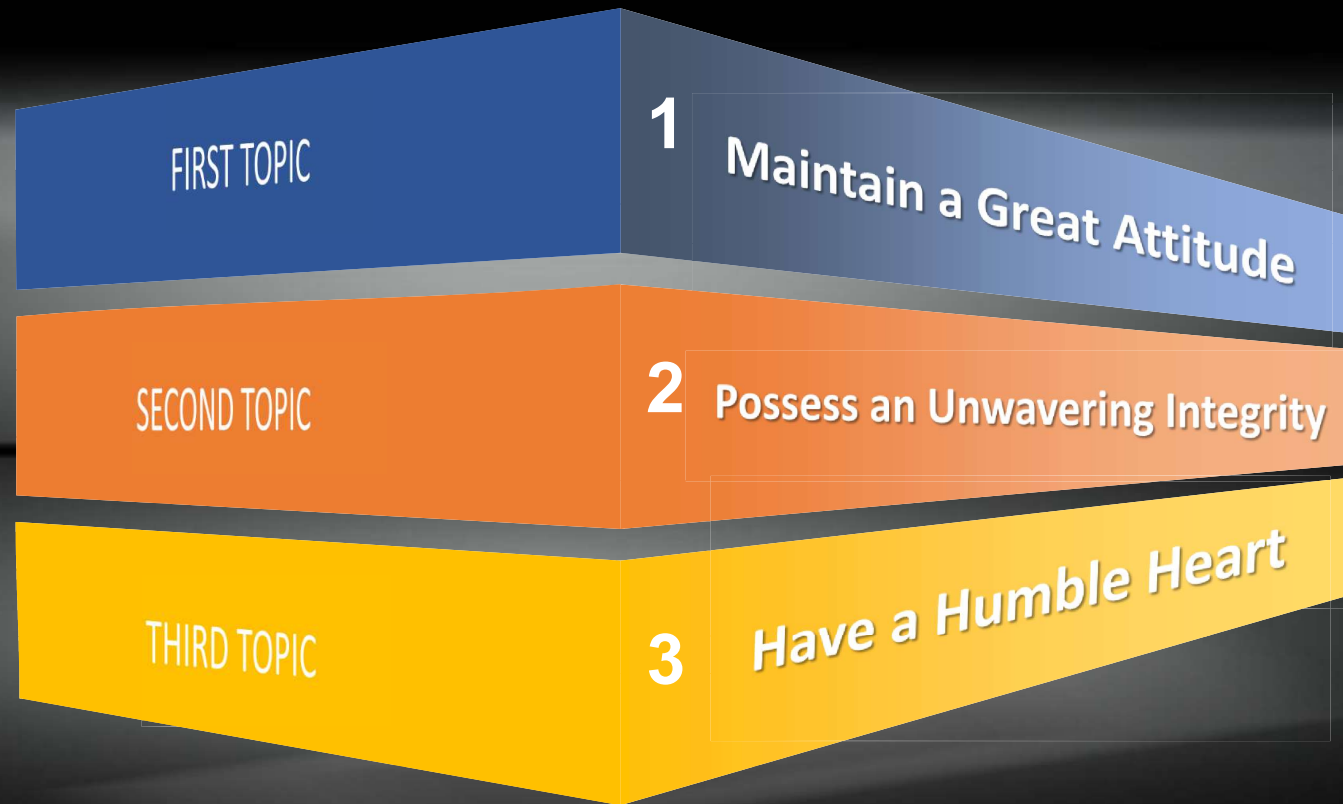 FIRST TOPIC
1
Maintain a Great Attitude
SECOND TOPIC
2
Possess an Unwavering Integrity
THIRD TOPIC
3
Have a Humble Heart